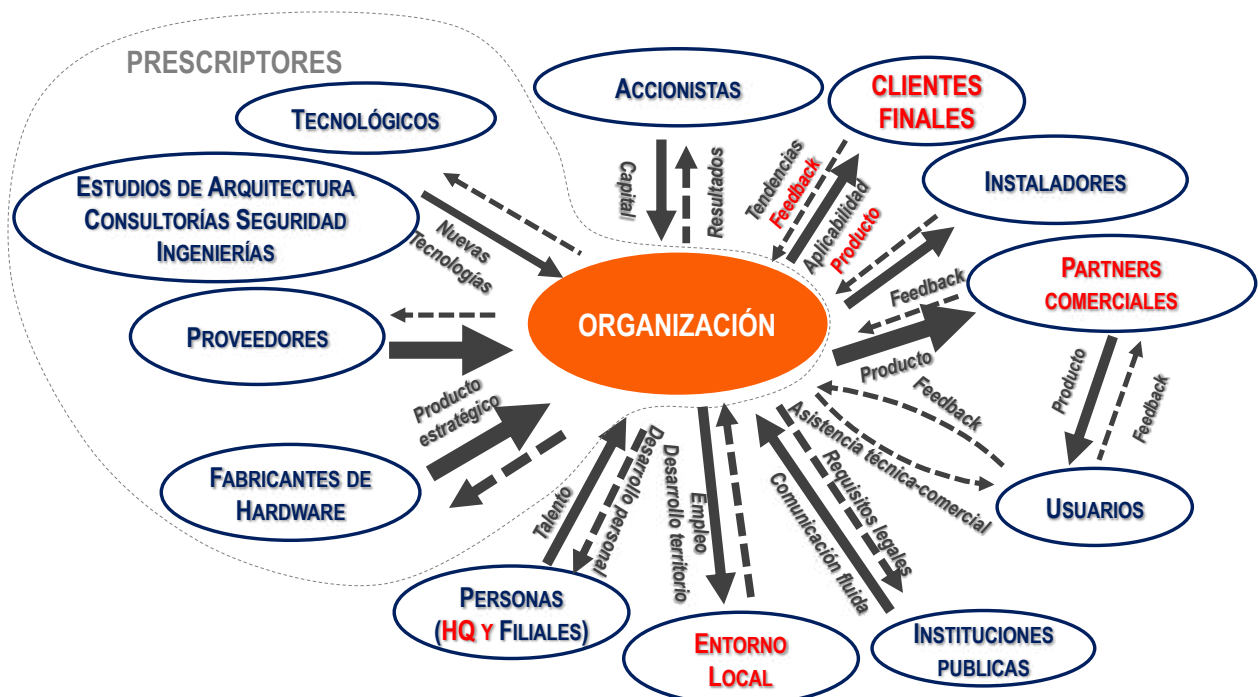 PRESCRIPTORES
TECNOLÓGICOS
ESTUDIOS DE ARQUITECTURA
CONSULTORÍAS SEGURIDAD
INGENIERÍAS
PROVEEDORES
FABRICANTES DE
HARDWARE
ACCIONISTAS
CLIENTES
FINALES
INSTALADORES
PARTNERS
COMERCIALES
USUARIOS
INSTITUCIONES
PUBLICAS
ENTORNO
LOCAL
PERSONAS
(HQ Y FILIALES)
ORGANIZACIÓN
Nuevas
Tecnologías
Capital
Resultados
Tendencias
Feedback
Aplicabilidad
Producto
Feedback
Producto
Producto
Feedback
Feedback
Asistencia técnica-comercial
Requisitos legales
Comunicación fluida
Desarrollo territorio
Empleo
Desarrollo personal
Talento
Producto
estratégico